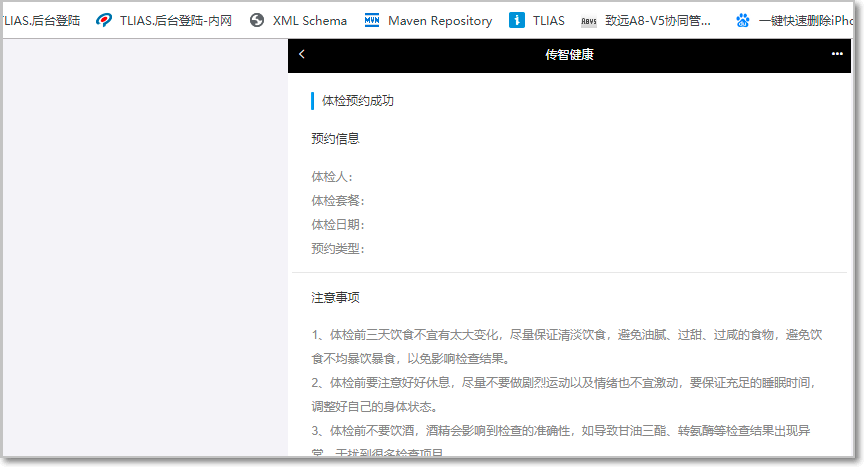 TLIAS.后台登陆 TLIAS.后台登陆-内网 XML Schema Maven Repository TLIAS 致远A8-V5协同管... 一键快速删除iPho
传智健康
体检预约成功
预约信息
体检人：
体检套餐：
体检日期：
预约类型：
注意事项
1、体检前三天饮食不宜有太大变化，尽量保证清淡饮食，避免油腻、过甜、过咸的食物，避免饮
食不均暴饮暴食，以免影响检查结果。
2、体检前要注意好好休息，尽量不要做剧烈运动以及情绪也不宜激动，要保证充足的睡眠时间，
调整好自己的身体状态。
3、体检前不要饮酒，酒精会影响到检查的准确性，如导致甘油三酯、转氨酶等检查结果出现异
常，干扰到很多检查项目